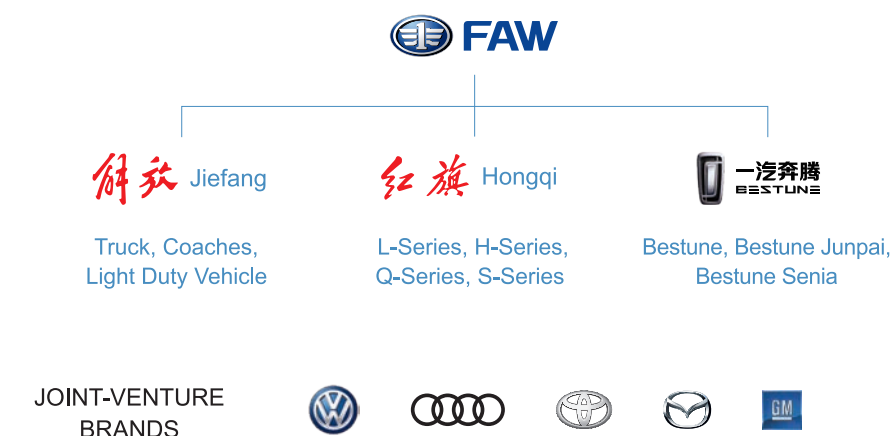 FAW
解放 Jiefang
红旗 Hongqi
一汽奔腾
BESTUNE
Truck, Coaches,
Light Duty Vehicle
L-Series, H-Series,
Q-Series, S-Series
Bestune, Bestune Junpai,
Bestune Senia
JOINT-VENTURE
BRANDS
GM